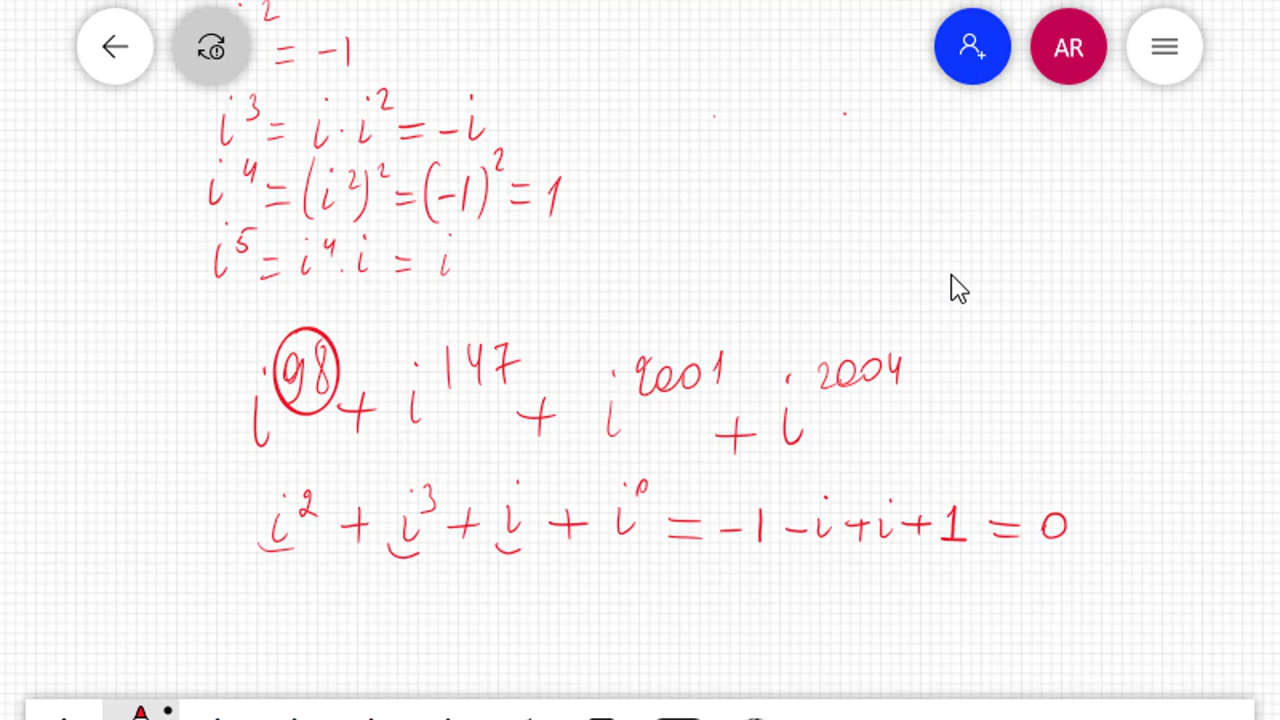 AR
i² = -1
i³ = i · i² = -i
i⁴ = (i²)² = (-1)² = 1
i⁵ = i⁴ . i = i
i⁹⁸ + i¹⁴⁷ + i²⁰⁰¹ + i²⁰⁰⁴
i² + i³ + i + i⁰ = -1 - i + i + 1 = 0